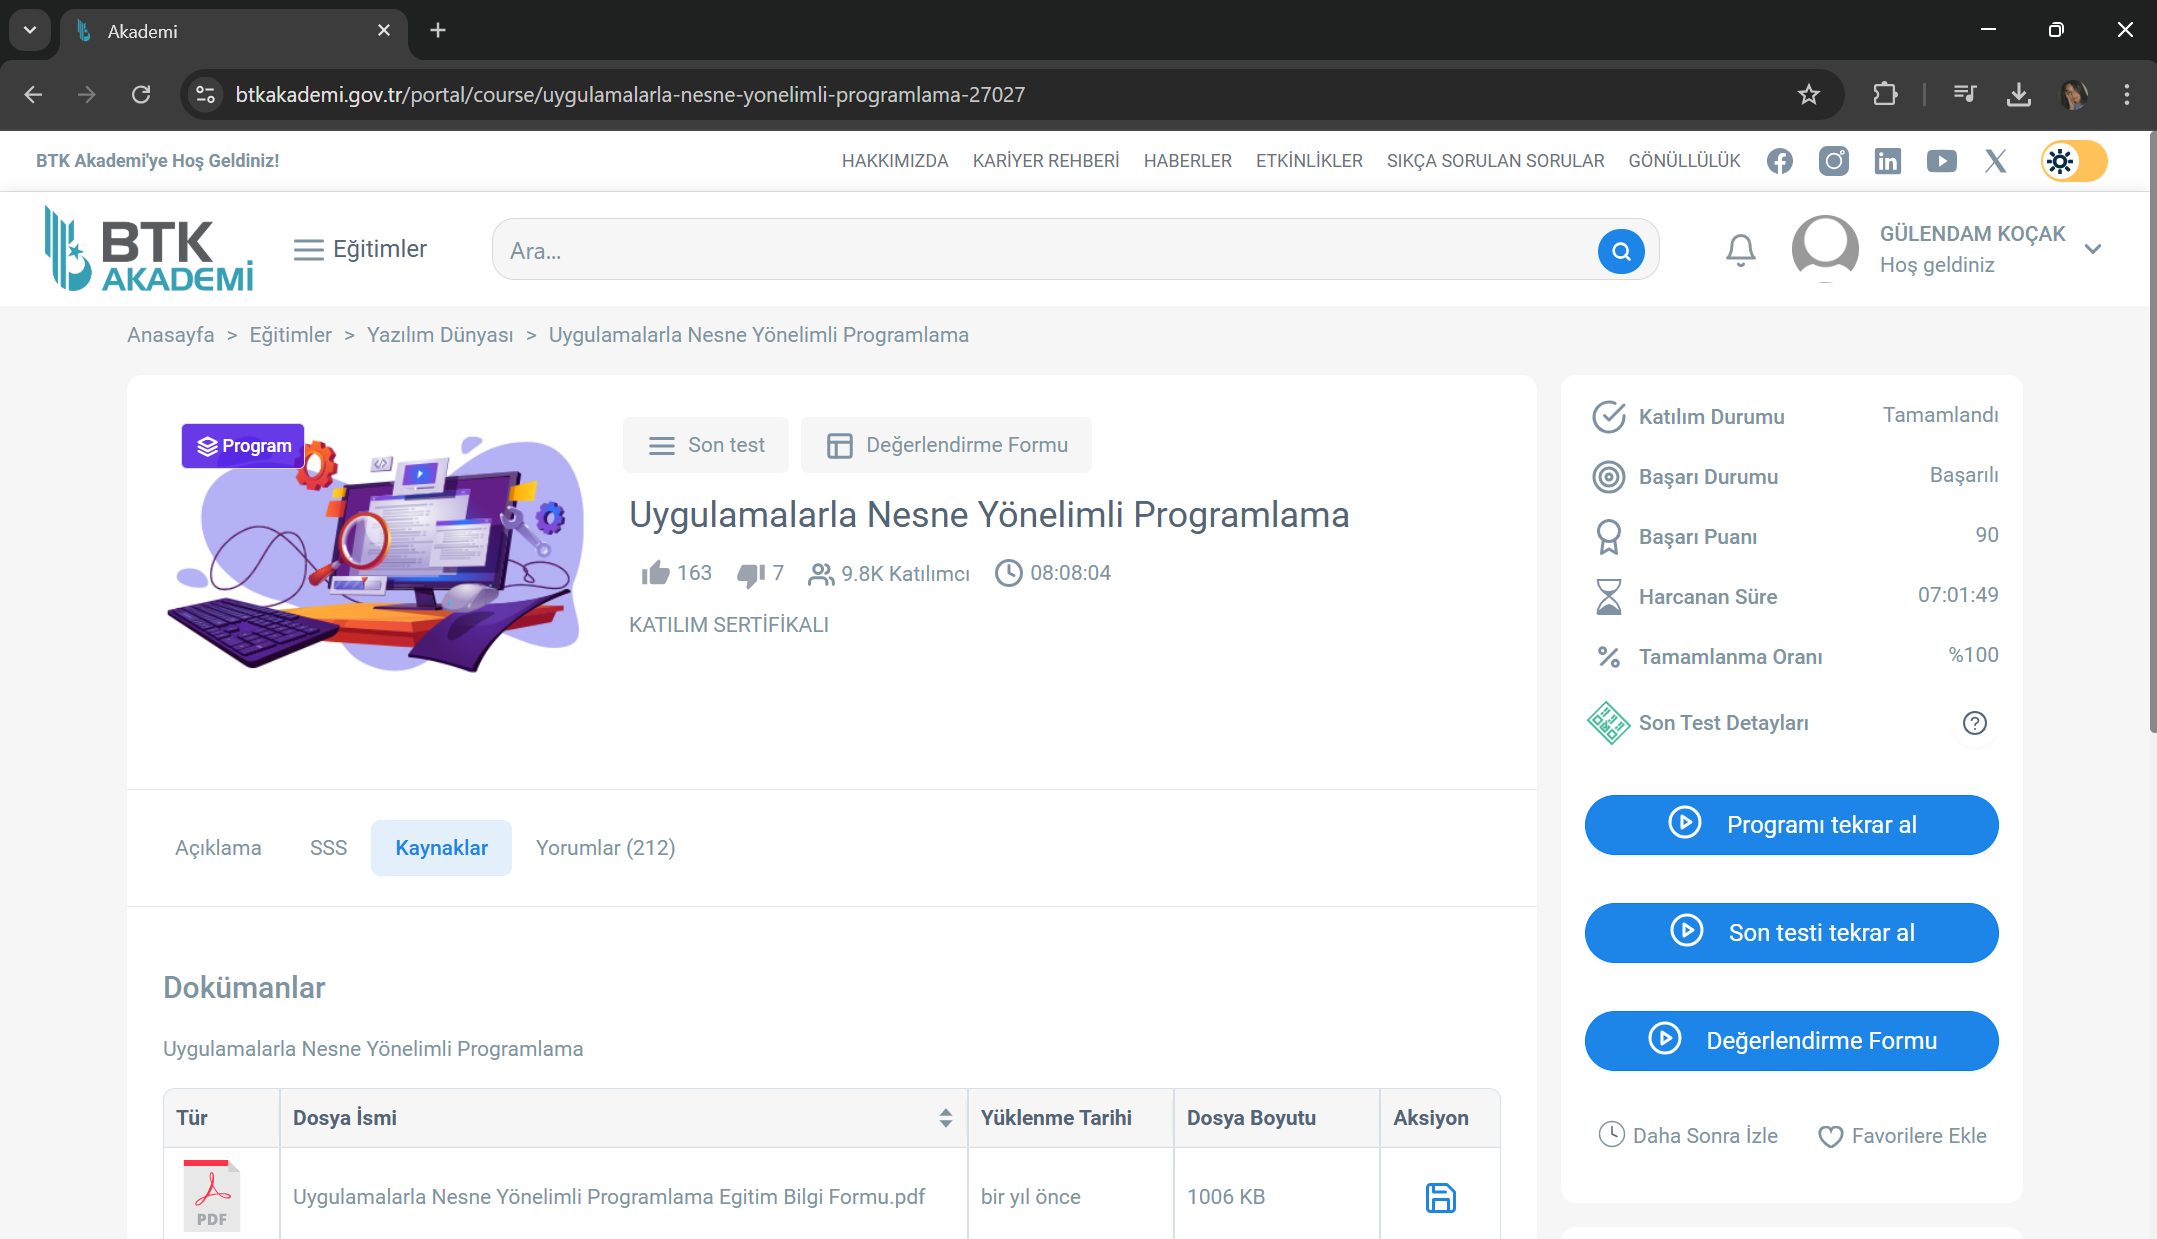 Akademi
btkakademi.gov.tr/portal/course/uygulamalarla-nesne-yonelimli-programlama-27027
BTK Akademi'ye Hoş Geldiniz!
HAKKIMIZDA KARİYER REHBERİ HABERLER ETKİNLİKLER SIKÇA SORULAN SORULAR GÖNÜLLÜLÜK
BTK
AKADEMİ
Eğitimler
Ara...
GÜLENDAM KOÇAK
Hoş geldiniz
Anasayfa > Eğitimler > Yazılım Dünyası > Uygulamalarla Nesne Yönelimli Programlama
Program
Son test
Değerlendirme Formu
Uygulamalarla Nesne Yönelimli Programlama
163 7 9.8K Katılımcı 08:08:04
KATILIM SERTİFİKALI
Açıklama SSS Kaynaklar Yorumlar (212)
Dokümanlar
Uygulamalarla Nesne Yönelimli Programlama
Tür Dosya İsmi Yüklenme Tarihi Dosya Boyutu Aksiyon
PDF Uygulamalarla Nesne Yönelimli Programlama Egitim Bilgi Formu.pdf bir yıl önce 1006 KB
Katılım Durumu Tamamlandı
Başarı Durumu Başarılı
Başarı Puanı 90
Harcanan Süre 07:01:49
Tamamlanma Oranı %100
Son Test Detayları
Programı tekrar al
Son testi tekrar al
Değerlendirme Formu
Daha Sonra İzle Favorilere Ekle